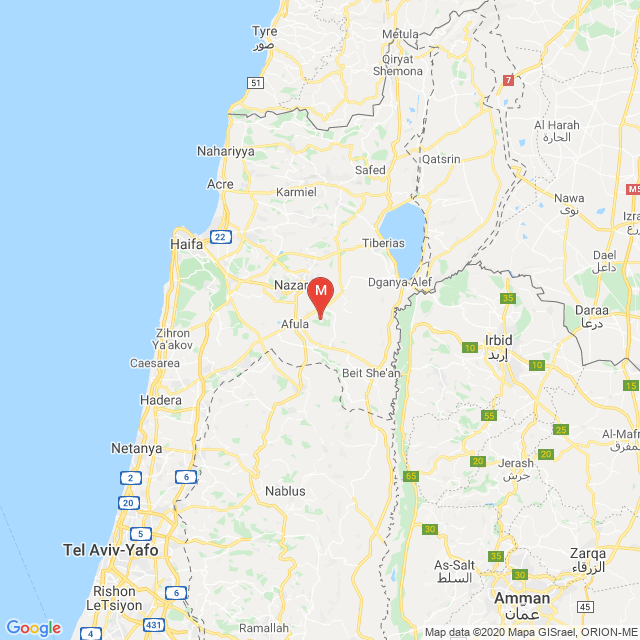 Tyre
صور
Metula
Qiryat
Shemona
51
7
Al Harah
الحارة
Nahariyya
Qatsrin
Safed
Acre
Karmiel
M5
Nawa
نوى
Izra
22
Haifa
Tiberias
Dael
داعل
Nazar
M
Dganya Alef
35
Daraa
درعا
Afula
Zihron
Ya'akov
10
Irbid
إربد
10
Caesarea
Beit She'an
15
Hadera
55
25
Al-Mafr
المفرق
Netanya
20
20
Jerash
جرش
2
6
65
Nablus
20
30
5
Tel Aviv-Yafo
35
Zarqa
الزرقاء
As-Salt
السلط
30
Rishon
LeTsiyon
6
Amman
عمان
45
431
Ramallah
4
Google
Map data ©2020 Mapa GISrael, ORION-ME